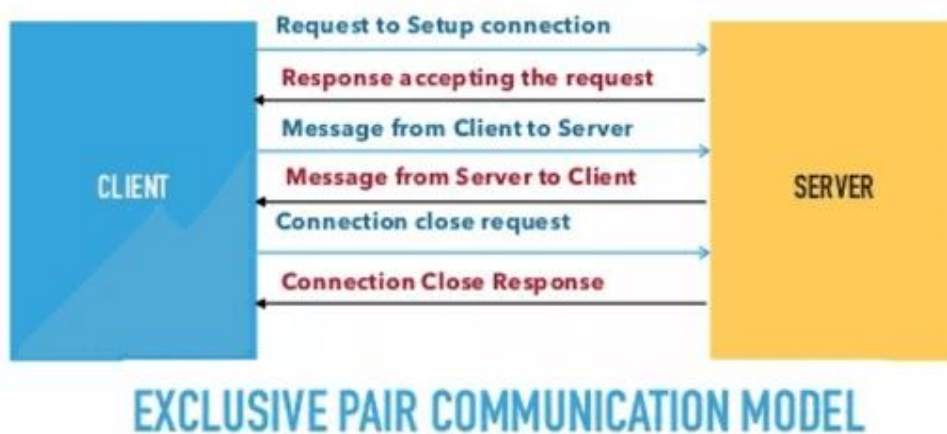 Request to Setup connection
Response accepting the request
Message from Client to Server
CLIENT
Message from Server to Client
SERVER
Connection close request
Connection Close Response
EXCLUSIVE PAIR COMMUNICATION MODEL